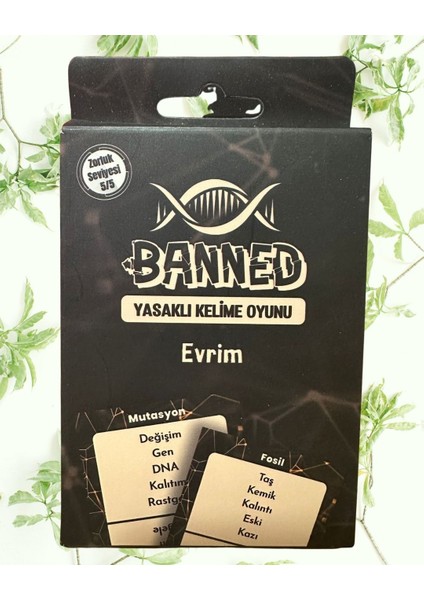 Zorluk
Seviyesi
5/5
BANNED
YASAKLI KELİME OYUNU
Evrim
Mutasyon
Değişim
Gen
DNA
Kalıtım
Fosil
Taş
Kemik
Kalıntı
Eski
Kazı